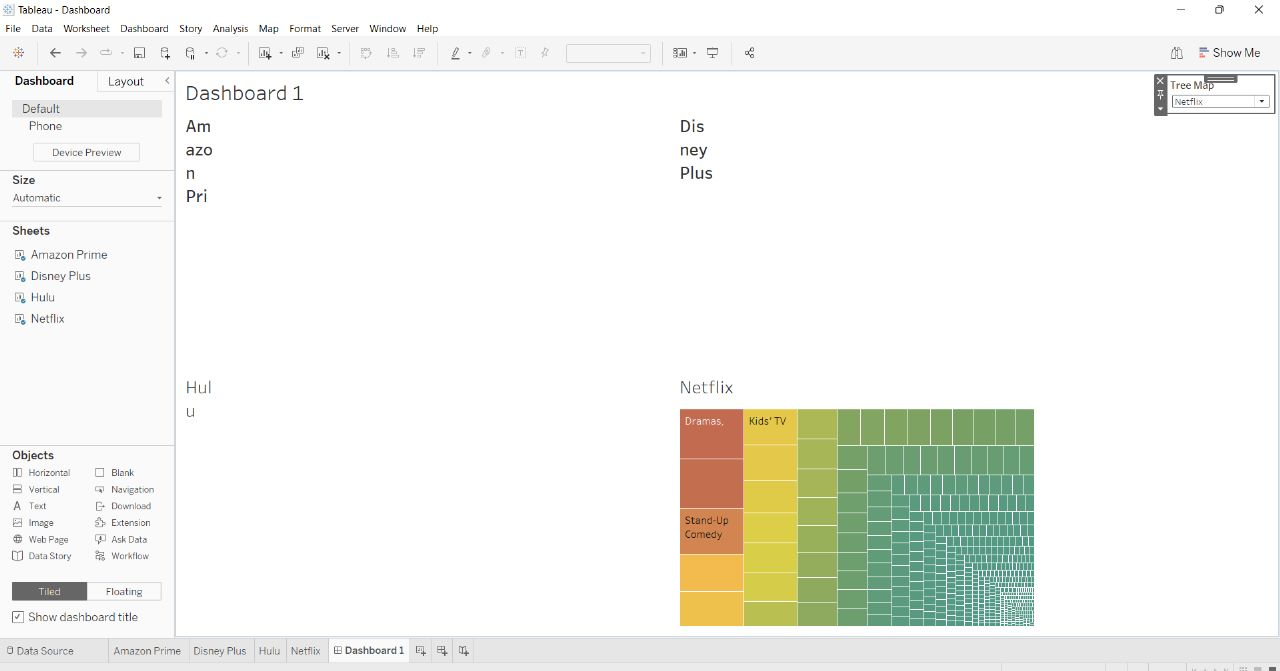 Tableau - Dashboard
File Data Worksheet Dashboard Story Analysis Map Format Server Window Help
Show Me
Dashboard Layout
Default
Phone
Device Preview
Size
Automatic
Sheets
Amazon Prime
Disney Plus
Hulu
Netflix
Objects
Horizontal Blank
Vertical Navigation
Text Download
Image Extension
Web Page Ask Data
Data Story Workflow
Tiled Floating
Show dashboard title
Dashboard 1
Am
azo
n
Pri
Dis
ney
Plus
Hul
u
Netflix
Dramas, Kids' TV
Stand-Up
Comedy
Tree Map
Netflix
Data Source Amazon Prime Disney Plus Hulu Netflix Dashboard 1